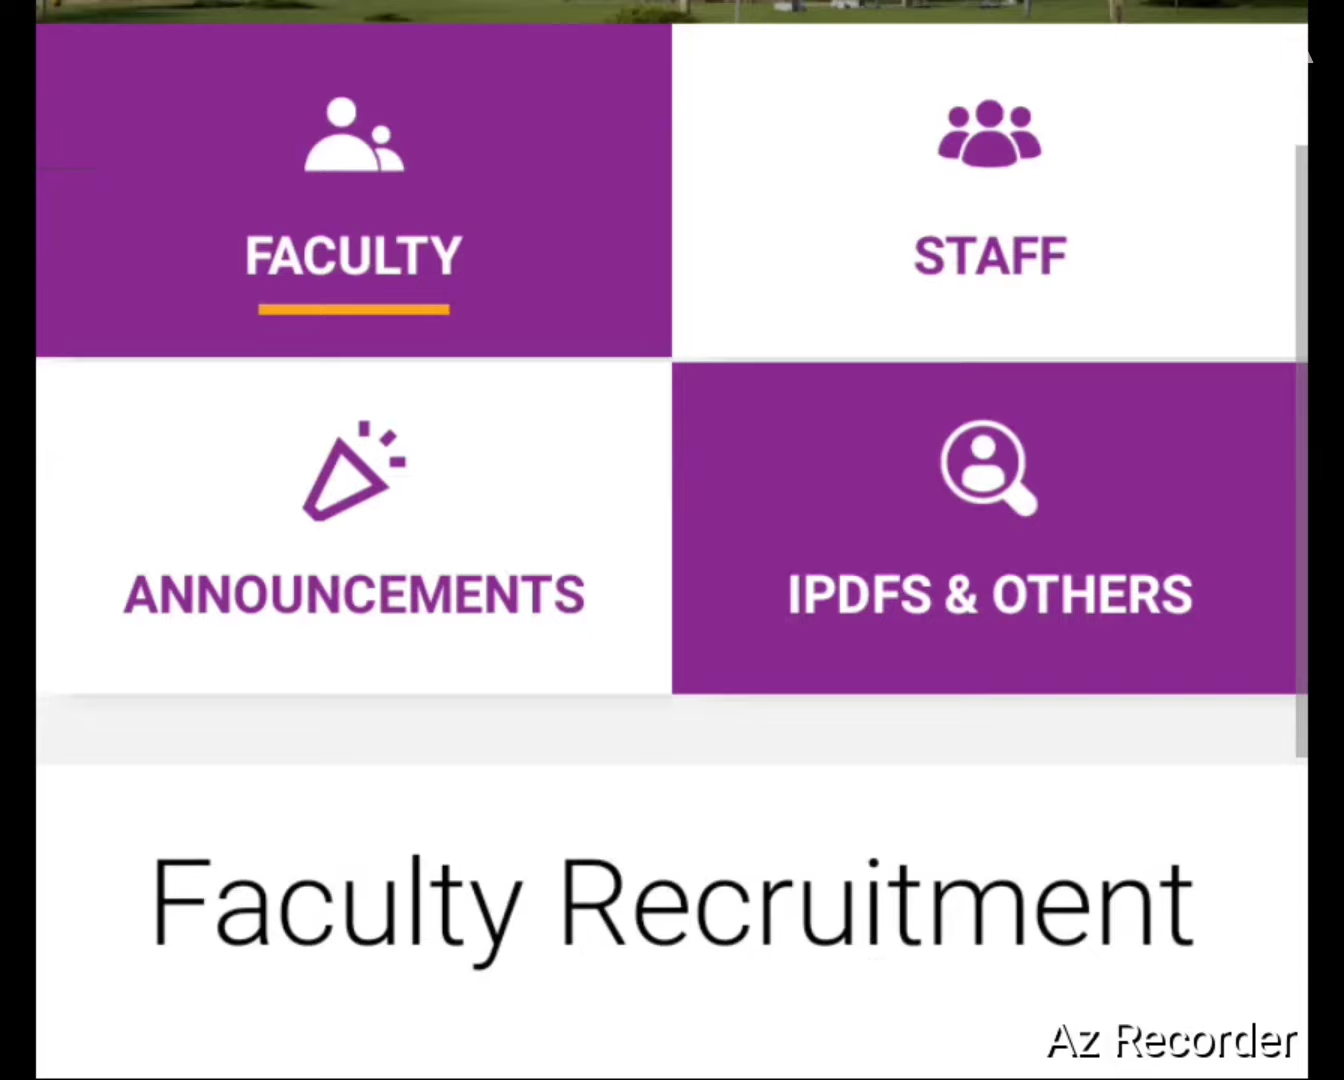 FACULTY
STAFF
ANNOUNCEMENTS
IPDFS & OTHERS
Faculty Recruitment
Az Recorder